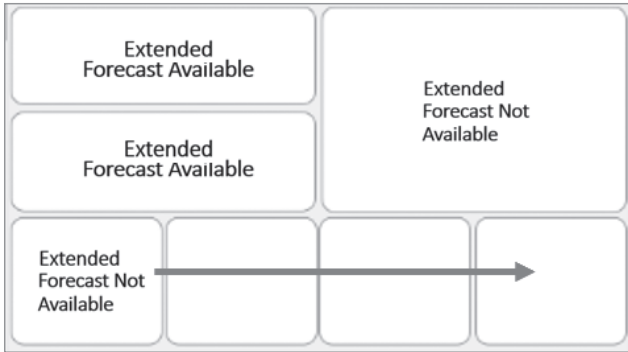 Extended
Forecast Available
Extended
Forecast Not
Available
Extended
Forecast Available
Extended
Forecast Not
Available